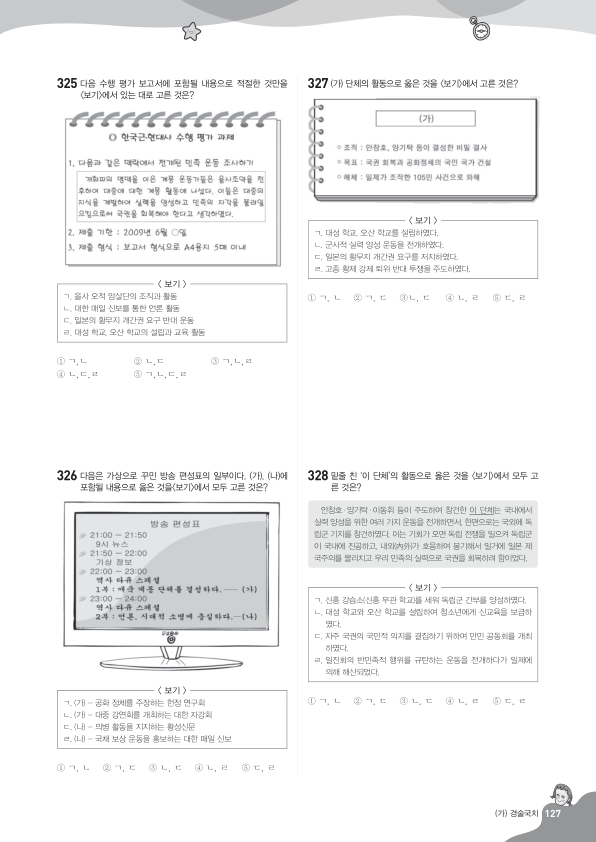 325 다음 수행 평가 보고서에 포함될 내용으로 적절한 것만을
<보기>에서 있는 대로 고른 것은?
◎ 한국근현대사 수행 평가 과제
1. 다음과 같은 맥락에서 전개된 민족 운동 조사하기
개화파의 맥을 이은 계몽 운동가들은 을사조약을 전
후하여 대중에 대한 계몽 활동에 나섰다. 이들은 대중의
지식을 계발하여 실력을 양성하고 민족의 자각을 불러일
으킴으로써 국권을 회복해야 한다고 생각하였다.
2. 제출 기한 : 2009년 6월 ○일
3. 제출 형식 : 보고서 형식으로 A4용지 5매 이내
< 보기 >
ㄱ. 을사 오적 암살단의 조직과 활동
ㄴ. 대한 매일 신보를 통한 언론 활동
ㄷ. 일본의 황무지 개간권 요구 반대 운동
ㄹ. 대성 학교, 오산 학교의 설립과 교육 활동
① ㄱ,ㄴ ② ㄴ,ㄷ ③ ㄱ,ㄴ,ㄹ
④ ㄴ,ㄷ,ㄹ ⑤ ㄱ,ㄴ,ㄷ,ㄹ
326 다음은 가상으로 꾸민 방송 편성표의 일부이다. (가), (나)에
포함될 내용으로 옳은 것을<보기>에서 모두 고른 것은?
방송 편성표
21:00 ~ 21:50
9시 뉴스
21:50 ~ 22:00
기상 정보
22:00 ~ 23:00
역사 다큐 스페셜
1부 : 애국 계몽 단체를 결성하다. ── (가)
23:00 ~ 24:00
역사 다큐 스페셜
2부 : 언론, 시대적 소명에 충실하다. ─ (나)
< 보기 >
ㄱ. (가) - 공화 정체를 주장하는 헌정 연구회
ㄴ. (가) - 대중 강연회를 개최하는 대한 자강회
ㄷ. (나) - 의병 활동을 지지하는 황성신문
ㄹ. (나) - 국채 보상 운동을 홍보하는 대한 매일 신보
① ㄱ, ㄴ ② ㄱ, ㄷ ③ ㄴ, ㄷ ④ ㄴ, ㄹ ⑤ ㄷ, ㄹ
327 (가) 단체의 활동으로 옳은 것을 <보기>에서 고른 것은?
(가)
○ 조직 : 안창호, 양기탁 등이 결성한 비밀 결사
○ 목표 : 국권 회복과 공화정체의 국민 국가 건설
○ 해체 : 일제가 조작한 105인 사건으로 와해
< 보기 >
ㄱ. 대성 학교, 오산 학교를 설립하였다.
ㄴ. 군사적 실력 양성 운동을 전개하였다.
ㄷ. 일본의 황무지 개간권 요구를 저지하였다.
ㄹ. 고종 황제 강제 퇴위 반대 투쟁을 주도하였다.
① ㄱ, ㄴ ② ㄱ, ㄷ ③ㄴ, ㄷ ④ ㄴ, ㄹ ⑤ ㄷ, ㄹ
328 밑줄 친 '이 단체'의 활동으로 옳은 것을 <보기>에서 모두 고
른 것은?
안창호·양기탁·이동휘 등이 주도하여 창건한 이 단체는 국내에서
실력 양성을 위한 여러 가지 운동을 전개하면서, 한편으로는 국외에 독
립군 기지를 창건하였다. 이는 기회가 오면 독립 전쟁을 일으켜 독립군
이 국내에 진공하고, 내외(內外)가 호응하여 봉기해서 일거에 일본 제
국주의를 물리치고 우리 민족의 실력으로 국권을 회복하려 함이었다.
< 보기 >
ㄱ. 신흥 강습소(신흥 무관 학교)를 세워 독립군 간부를 양성하였다.
ㄴ. 대성 학교와 오산 학교를 설립하여 청소년에게 신교육을 보급하
였다.
ㄷ. 자주 국권의 국민적 의지를 결집하기 위하여 만민 공동회를 개최
하였다.
ㄹ. 일진회의 반민족적 행위를 규탄하는 운동을 전개하다가 일제에
의해 해산되었다.
① ㄱ, ㄴ ② ㄱ, ㄷ ③ ㄴ, ㄷ ④ ㄴ, ㄹ ⑤ ㄷ, ㄹ
(가) 경술국치 127